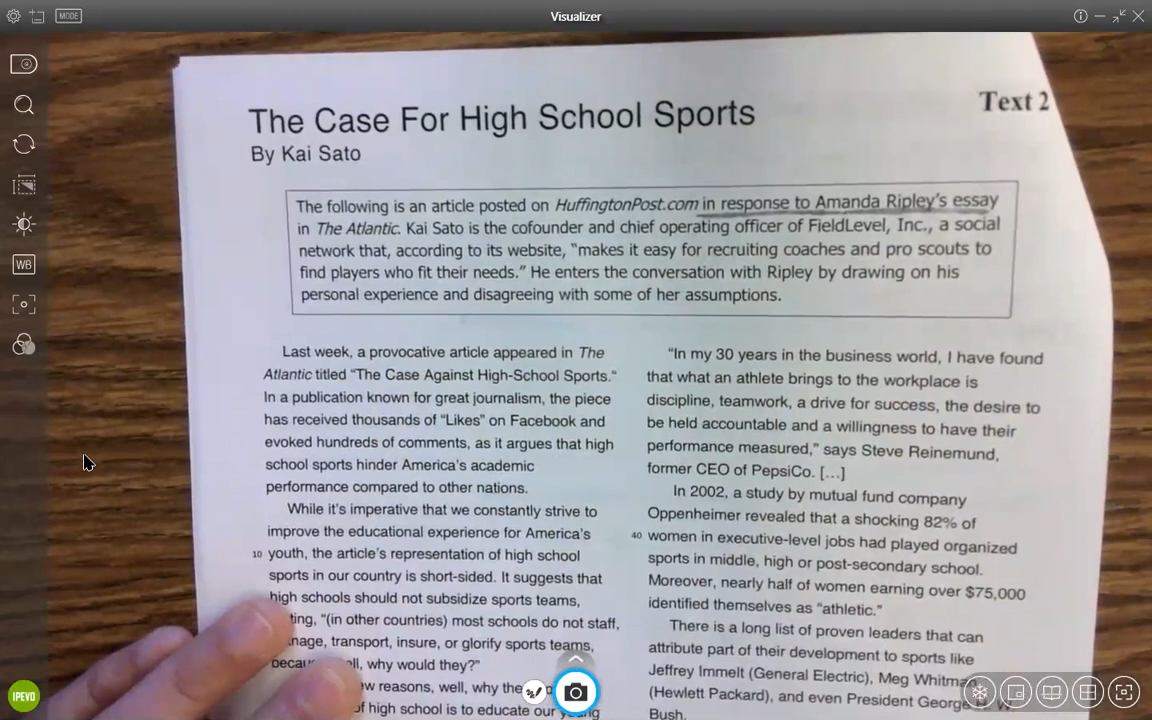 MODE
Visualizer
The Case For High School Sports
Text 2
By Kai Sato
The following is an article posted on HuffingtonPost.com in response to Amanda Ripley's essay
in The Atlantic. Kai Sato is the cofounder and chief operating officer of FieldLevel, Inc., a social
network that, according to its website, "makes it easy for recruiting coaches and pro scouts to
find players who fit their needs." He enters the conversation with Ripley by drawing on his
personal experience and disagreeing with some of her assumptions.
Last week, a provocative article appeared in The
Atlantic titled "The Case Against High-School Sports."
In a publication known for great journalism, the piece
has received thousands of "Likes" on Facebook and
evoked hundreds of comments, as it argues that high
school sports hinder America's academic
performance compared to other nations.
While it's imperative that we constantly strive to
improve the educational experience for America's
10 youth, the article's representation of high school
sports in our country is short-sided. It suggests that
high schools should not subsidize sports teams,
"(in other countries) most schools do not staff,
transport, insure, or glorify sports teams,
why would they?"
reasons, well, why
of high school is to educate our young
"In my 30 years in the business world, I have found
that what an athlete brings to the workplace is
discipline, teamwork, a drive for success, the desire to
be held accountable and a willingness to have their
performance measured," says Steve Reinemund,
former CEO of PepsiCo. [...]
In 2002, a study by mutual fund company
Oppenheimer revealed that a shocking 82% of
40 women in executive-level jobs had played organized
sports in middle, high or post-secondary school.
Moreover, nearly half of women earning over $75,000
identified themselves as "athletic."
There is a long list of proven leaders that can
attribute part of their development to sports like
Jeffrey Immelt (General Electric), Meg Whitman
(Hewlett Packard), and even President George H. W.
Bush.
WB
IPEVO